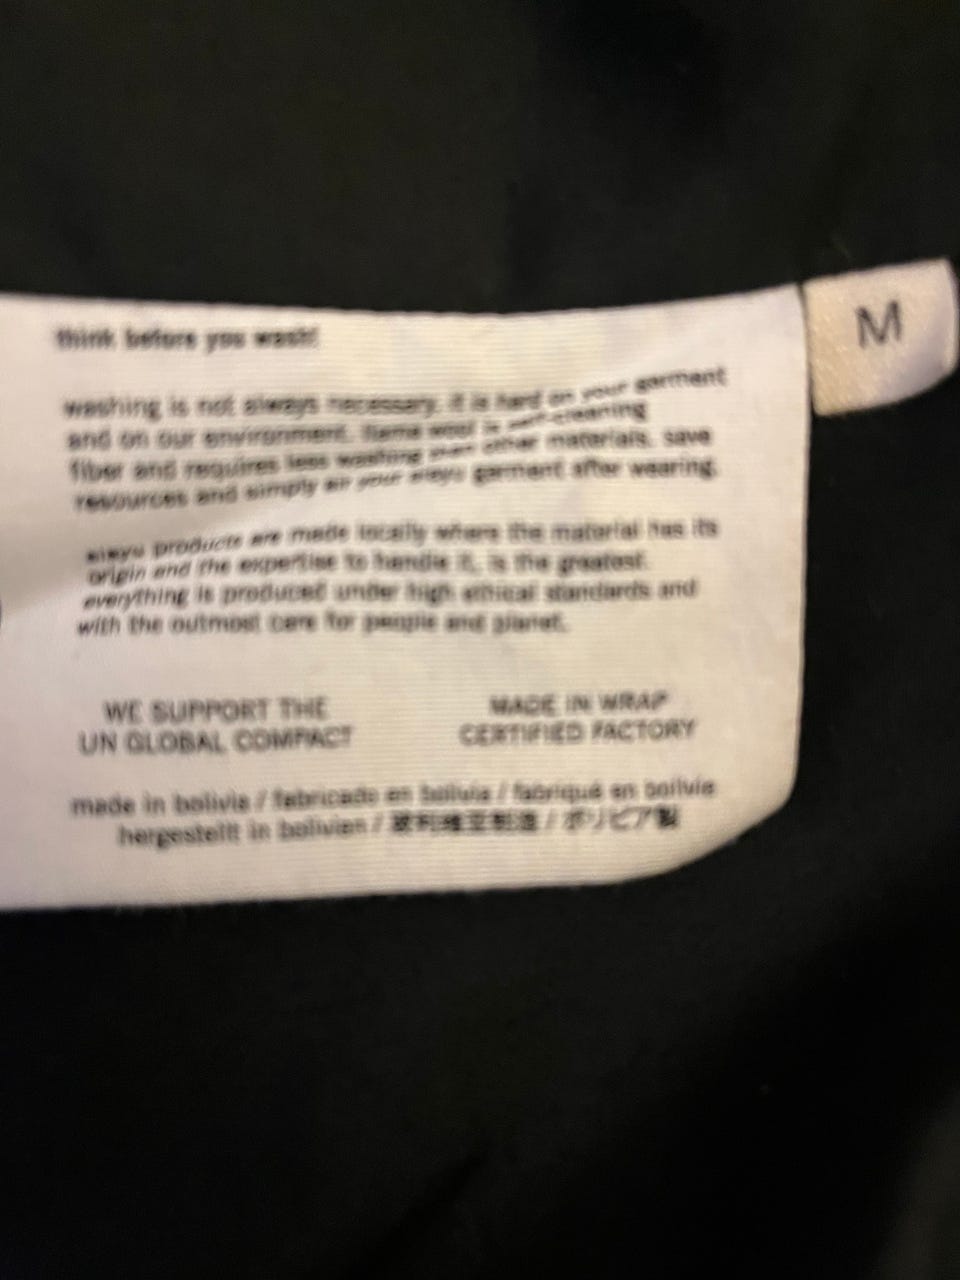 think before you wash!
washing is not always necessary. it is hard on your garment
and on our environment. llama wool is self-cleaning
fiber and requires less washing than other materials. save
resources and simply air your elvang garment after wearing.
products are made locally where the material has its
origin and the expertise to handle it, is the greatest.
everything is produced under high ethical standards and
with the outmost care for people and planet.
WE SUPPORT THE
UN GLOBAL COMPACT
MADE IN WRAP
CERTIFIED FACTORY
made in bolivia / fabricado en bolivia / fabriqué en bolivie
hergestellt in bolivien / 玻利维亚制造 / ボリビア製
M